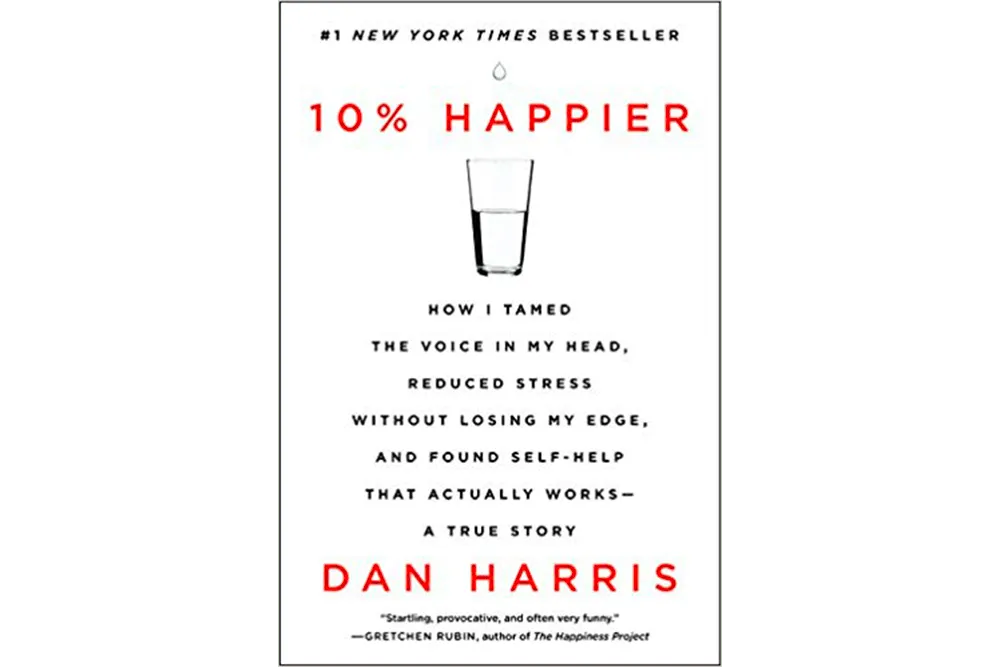 #1 NEW YORK TIMES BESTSELLER
10% HAPPIER
HOW I TAMED
THE VOICE IN MY HEAD,
REDUCED STRESS
WITHOUT LOSING MY EDGE,
AND FOUND SELF-HELP
THAT ACTUALLY WORKS—
A TRUE STORY
DAN HARRIS
“Startling, provocative, and often very funny.”
—GRETCHEN RUBIN, author of The Happiness Project